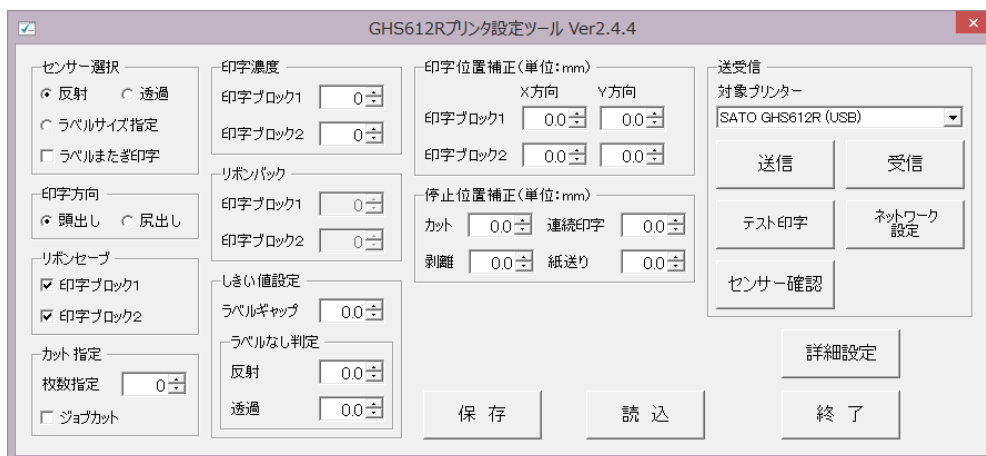 GHS612Rプリンタ設定ツール Ver2.4.4
センサー選択
反射 透過
ラベルサイズ指定
ラベルまたぎ印字
印字方向
頭出し 尻出し
リボンセーブ
印字ブロック1
印字ブロック2
カット指定
枚数指定 0
ジョブカット
印字濃度
印字ブロック1 0
印字ブロック2 0
リボンバック
印字ブロック1 0
印字ブロック2 0
しきい値設定
ラベルギャップ 0.0
ラベルなし判定
反射 0.0
透過 0.0
印字位置補正(単位:mm)
X方向 Y方向
印字ブロック1 0.0 0.0
印字ブロック2 0.0 0.0
停止位置補正(単位:mm)
カット 0.0 連続印字 0.0
剥離 0.0 紙送り 0.0
送受信
対象プリンター
SATO GHS612R (USB)
送信 受信
テスト印字 ネットワーク
設定
センサー確認
詳細設定
保 存 読 込 終 了